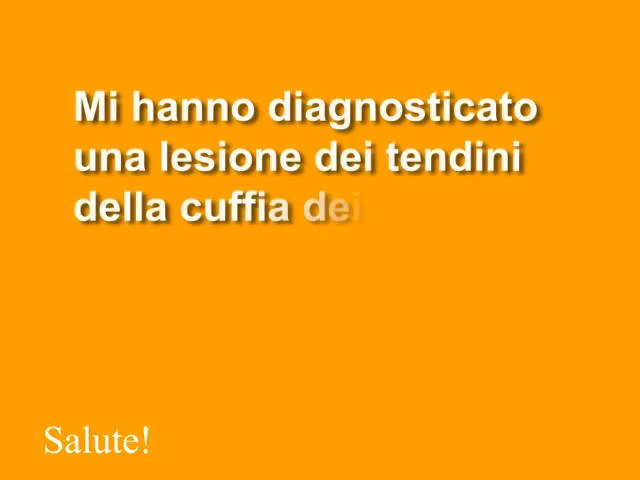 Mi hanno diagnosticato
una lesione dei tendini
della cuffia dei
Salute!